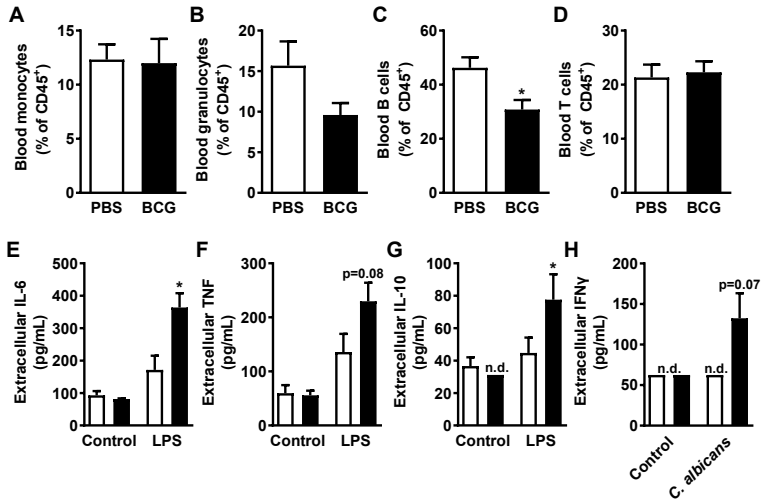 A
Blood monocytes
(% of CD45⁺)
15
10
5
0
PBS
BCG
B
Blood granulocytes
(% of CD45⁺)
20
15
10
5
0
PBS
BCG
C
Blood B cells
(% of CD45⁺)
60
40
20
0
*
PBS
BCG
D
Blood T cells
(% of CD45⁺)
30
20
10
0
PBS
BCG
E
Extracellular IL-6
(pg/mL)
500
400
300
200
100
0
*
Control
LPS
F
Extracellular TNF
(pg/mL)
300
200
100
0
p=0.08
Control
LPS
G
Extracellular IL-10
(pg/mL)
100
80
60
40
20
0
n.d.
*
Control
LPS
H
Extracellular IFNγ
(pg/mL)
200
150
100
50
0
n.d.
n.d.
p=0.07
Control
C. albicans